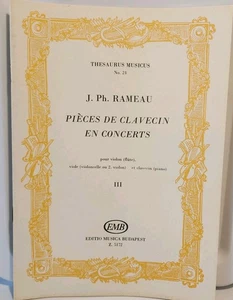 THESAURUS MUSICUS
No. 23
J. Ph. RAMEAU
PIÈCES DE CLAVECIN
EN CONCERTS
pour violon (flûte),
viole (violoncelle ou 2. violon) et clavecin (piano)
III
EMB
EDITIO MUSICA BUDAPEST